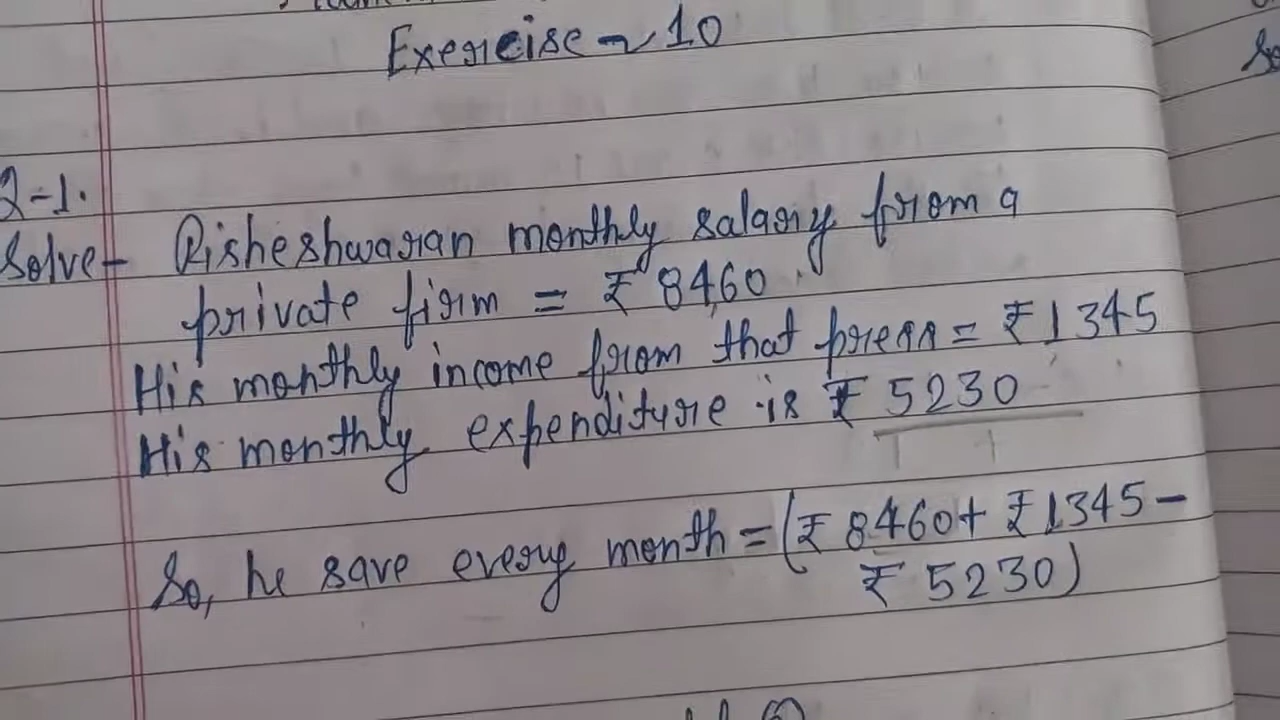 Exercise ~ 10
Q-1.
Solve- Risheshwaran monthly salary from a
private firm = ₹ 8460
His monthly income from that press = ₹ 1345
His monthly expenditure is ₹ 5230
So, he save every month = (₹ 8460 + ₹ 1345 -
₹ 5230)